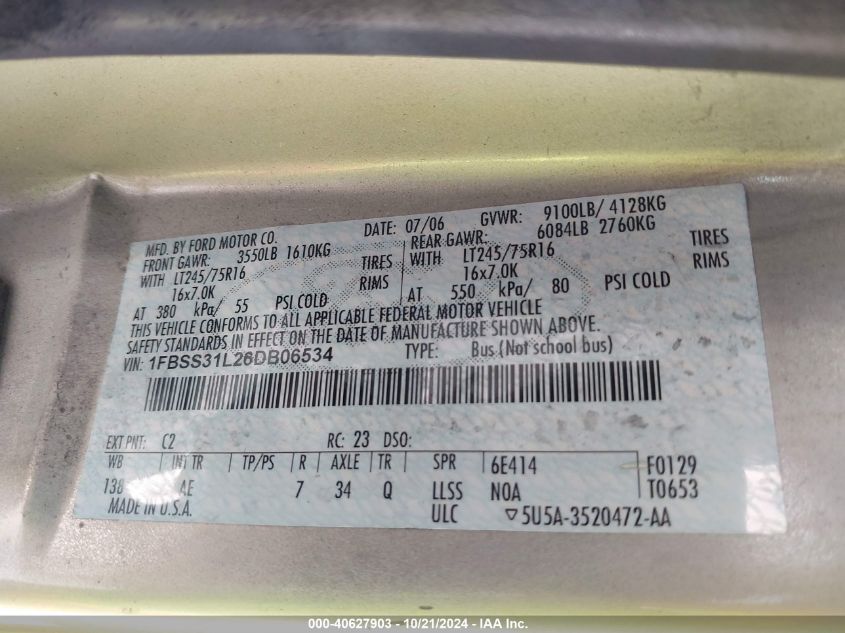 MFD. BY FORD MOTOR CO. DATE: 07/06 GVWR: 9100LB/ 4128KG
FRONT GAWR: 3550LB 1610KG REAR GAWR: 6084LB 2760KG
WITH LT245/75R16 TIRES WITH LT245/75R16 TIRES
16x7.0K RIMS 16x7.0K RIMS
AT 380 kPa/ 55 PSI COLD AT 550 kPa/ 80 PSI COLD
THIS VEHICLE CONFORMS TO ALL APPLICABLE FEDERAL MOTOR VEHICLE
SAFETY STANDARDS IN EFFECT ON THE DATE OF MANUFACTURE SHOWN ABOVE.
VIN: 1FBSS31L26DB06534 TYPE: Bus (Not school bus)
EXT PNT: C2 RC: 23 DSO:
WB INT TR TP/PS R AXLE TR SPR 6E414 F0129
138 AE 7 34 Q LLSS NOA T0653
MADE IN U.S.A. ULC ▽5U5A-3520472-AA
000-40627903 - 10/21/2024 - IAA Inc.